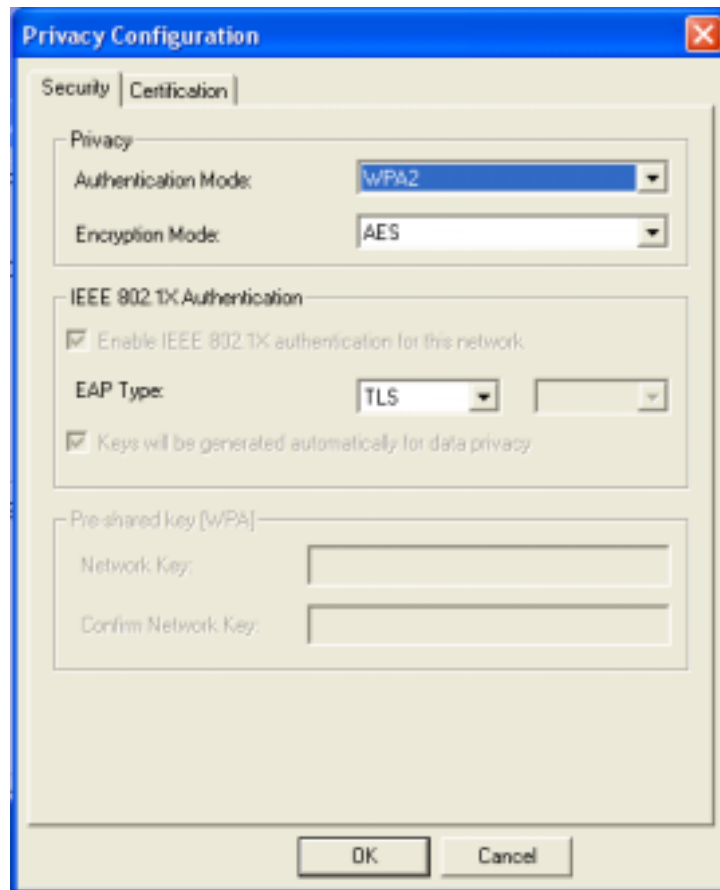 Privacy Configuration
Security Certification
Privacy
Authentication Mode: WPA2
Encryption Mode: AES
IEEE 802.1X Authentication
Enable IEEE 802.1X authentication for this network
EAP Type: TLS
Keys will be generated automatically for data privacy
Pre-shared key [WPA]
Network Key:
Confirm Network Key:
OK Cancel